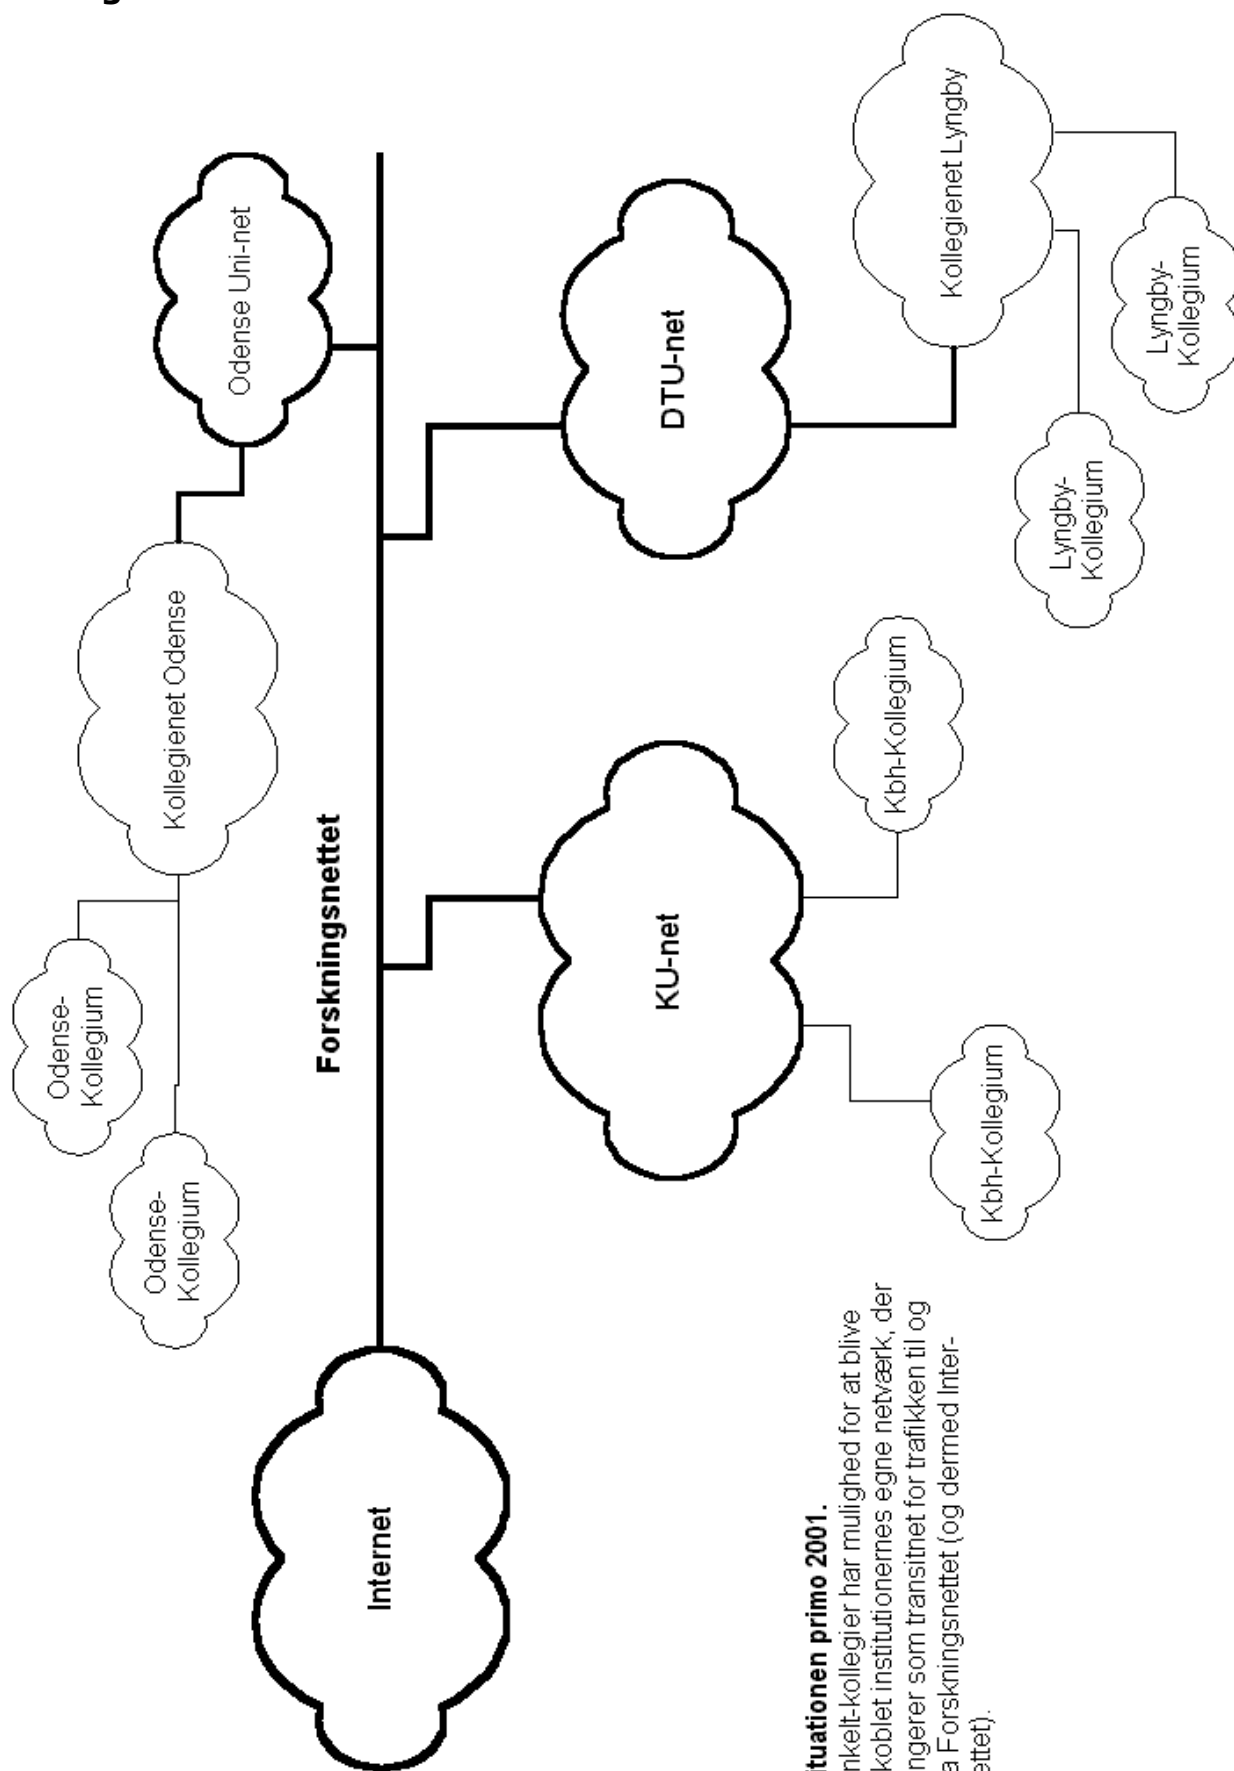 Odense-
Kollegium
Odense-
Kollegium
Kollegienet Odense
Odense Uni-net
Forskningsnettet
Internet
KU-net
DTU-net
Kbh-Kollegium
Kbh-Kollegium
Kollegienet Lyngby
Lyngby-
Kollegium
Lyngby-
Kollegium
ituationen primo 2001.
nkelt-kollegier har mulighed for at blive
koblet institutionernes egne netværk, der
ngerer som transitnet for trafikken til og
a Forskningsnettet (og dermed Inter-
ettet).